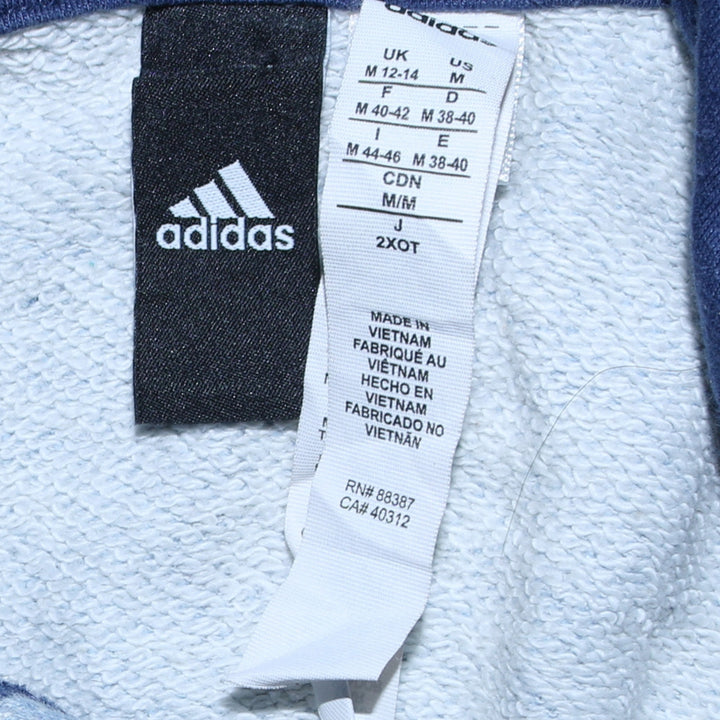 adidas
adidas
UK US
M 12-14 M
F D
M 40-42 M 38-40
I E
M 44-46 M 38-40
CDN
M/M
J
2XOT
MADE IN
VIETNAM
FABRIQUÉ AU
VIÊTNAM
HECHO EN
VIETNAM
FABRICADO NO
VIETNÃN
RN# 88387
CA# 40312